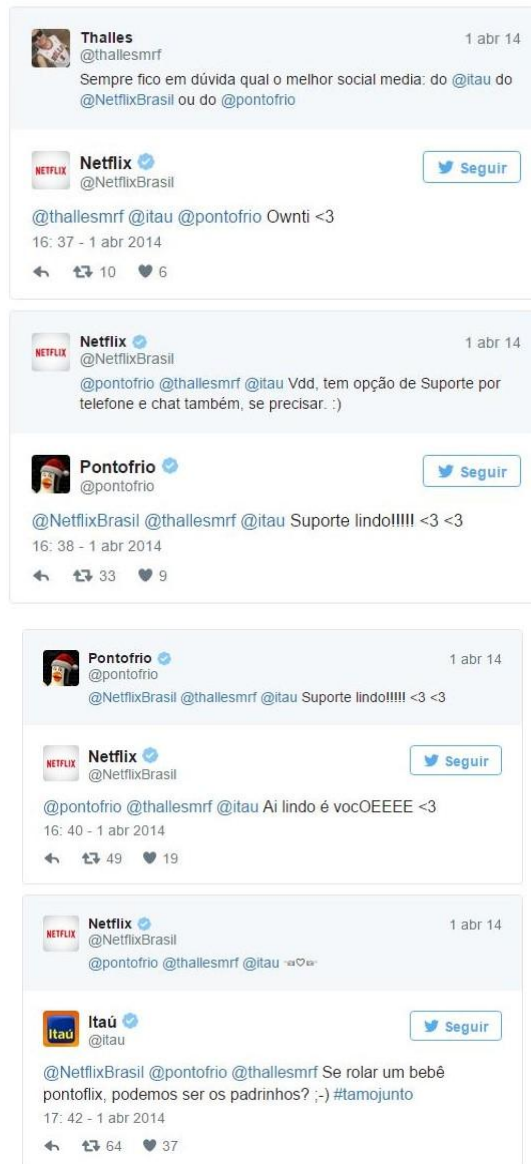 Thalles
1 abr 14
@thallesmrf
Sempre fico em dúvida qual o melhor social media: do @itau do
@NetflixBrasil ou do @pontofrio
NETFLIX
Netflix
Seguir
@NetflixBrasil
@thallesmrf @itau @pontofrio Ownti <3
16: 37 - 1 abr 2014
10 6
NETFLIX
Netflix
1 abr 14
@NetflixBrasil
@pontofrio @thallesmrf @itau Vdd, tem opção de Suporte por
telefone e chat também, se precisar. :)
Pontofrio
Seguir
@pontofrio
@NetflixBrasil @thallesmrf @itau Suporte lindo!!!!! <3 <3
16: 38 - 1 abr 2014
33 9
Pontofrio
1 abr 14
@pontofrio
@NetflixBrasil @thallesmrf @itau Suporte lindo!!!!! <3 <3
NETFLIX
Netflix
Seguir
@NetflixBrasil
@pontofrio @thallesmrf @itau Ai lindo é vocOEEEE <3
16: 40 - 1 abr 2014
49 19
NETFLIX
Netflix
1 abr 14
@NetflixBrasil
@pontofrio @thallesmrf @itau
Itaú
Itaú
Seguir
@itau
@NetflixBrasil @pontofrio @thallesmrf Se rolar um bebê
pontoflix, podemos ser os padrinhos? ;-) #tamojunto
17: 42 - 1 abr 2014
64 37